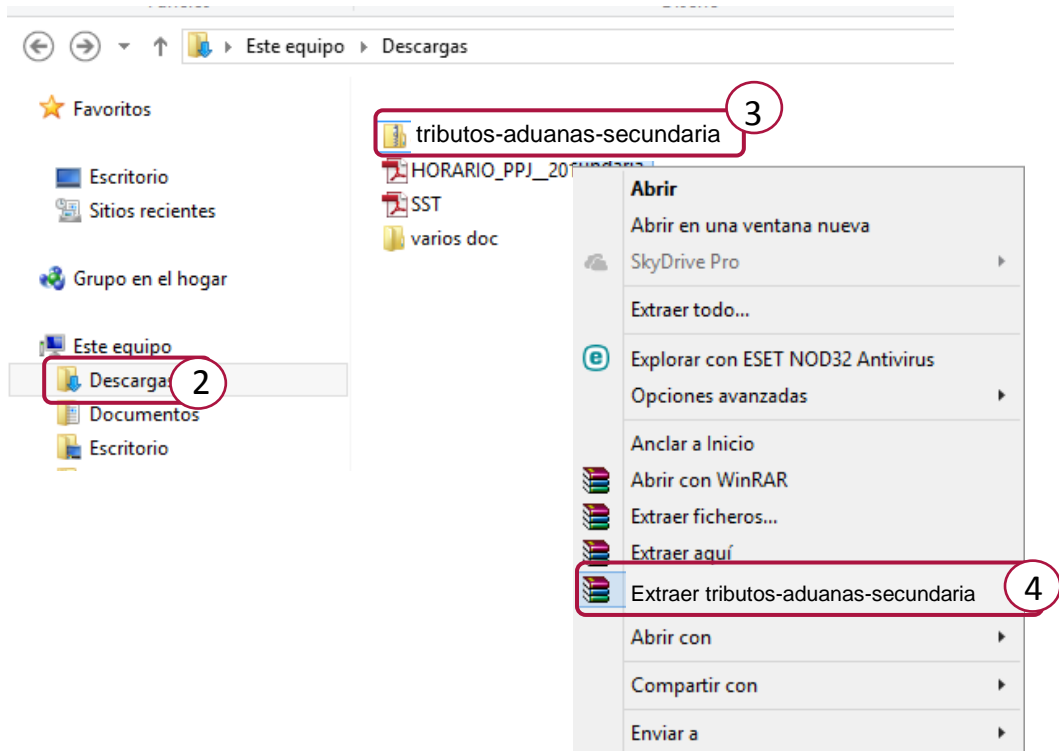 Este equipo Descargas
Favoritos
Escritorio
Sitios recientes
Grupo en el hogar
Este equipo
Descargas
2
Documentos
Escritorio
3
tributos-aduanas-secundaria
HORARIO_PPJ__201undaria
SST
varios doc
Abrir
Abrir en una ventana nueva
SkyDrive Pro
Extraer todo...
Explorar con ESET NOD32 Antivirus
Opciones avanzadas
Anclar a Inicio
Abrir con WinRAR
Extraer ficheros...
Extraer aquí
Extraer tributos-aduanas-secundaria
4
Abrir con
Compartir con
Enviar a